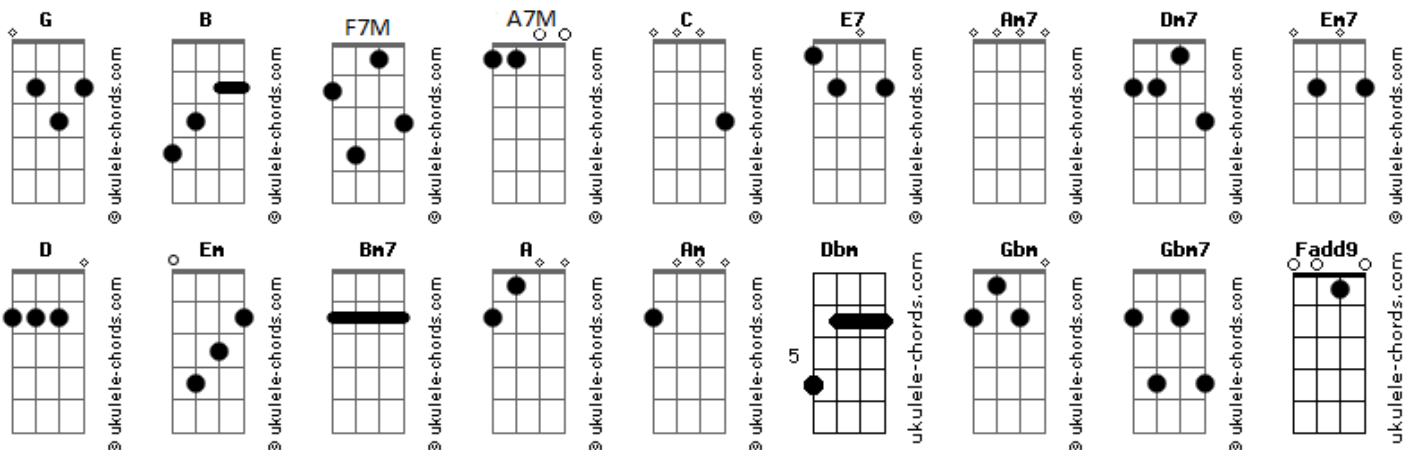 G B F7M A7M C E7 Am7 Dm7 Em7
© ukulele-chords.com © ukulele-chords.com © ukulele-chords.com © ukulele-chords.com © ukulele-chords.com © ukulele-chords.com © ukulele-chords.com © ukulele-chords.com © ukulele-chords.com
D Em Bm7 A Am Dbm Gbm Gbm7 Fadd9
5
© ukulele-chords.com © ukulele-chords.com © ukulele-chords.com © ukulele-chords.com © ukulele-chords.com ukulele-chords.com © ukulele-chords.com © ukulele-chords.com ukulele-chords.com